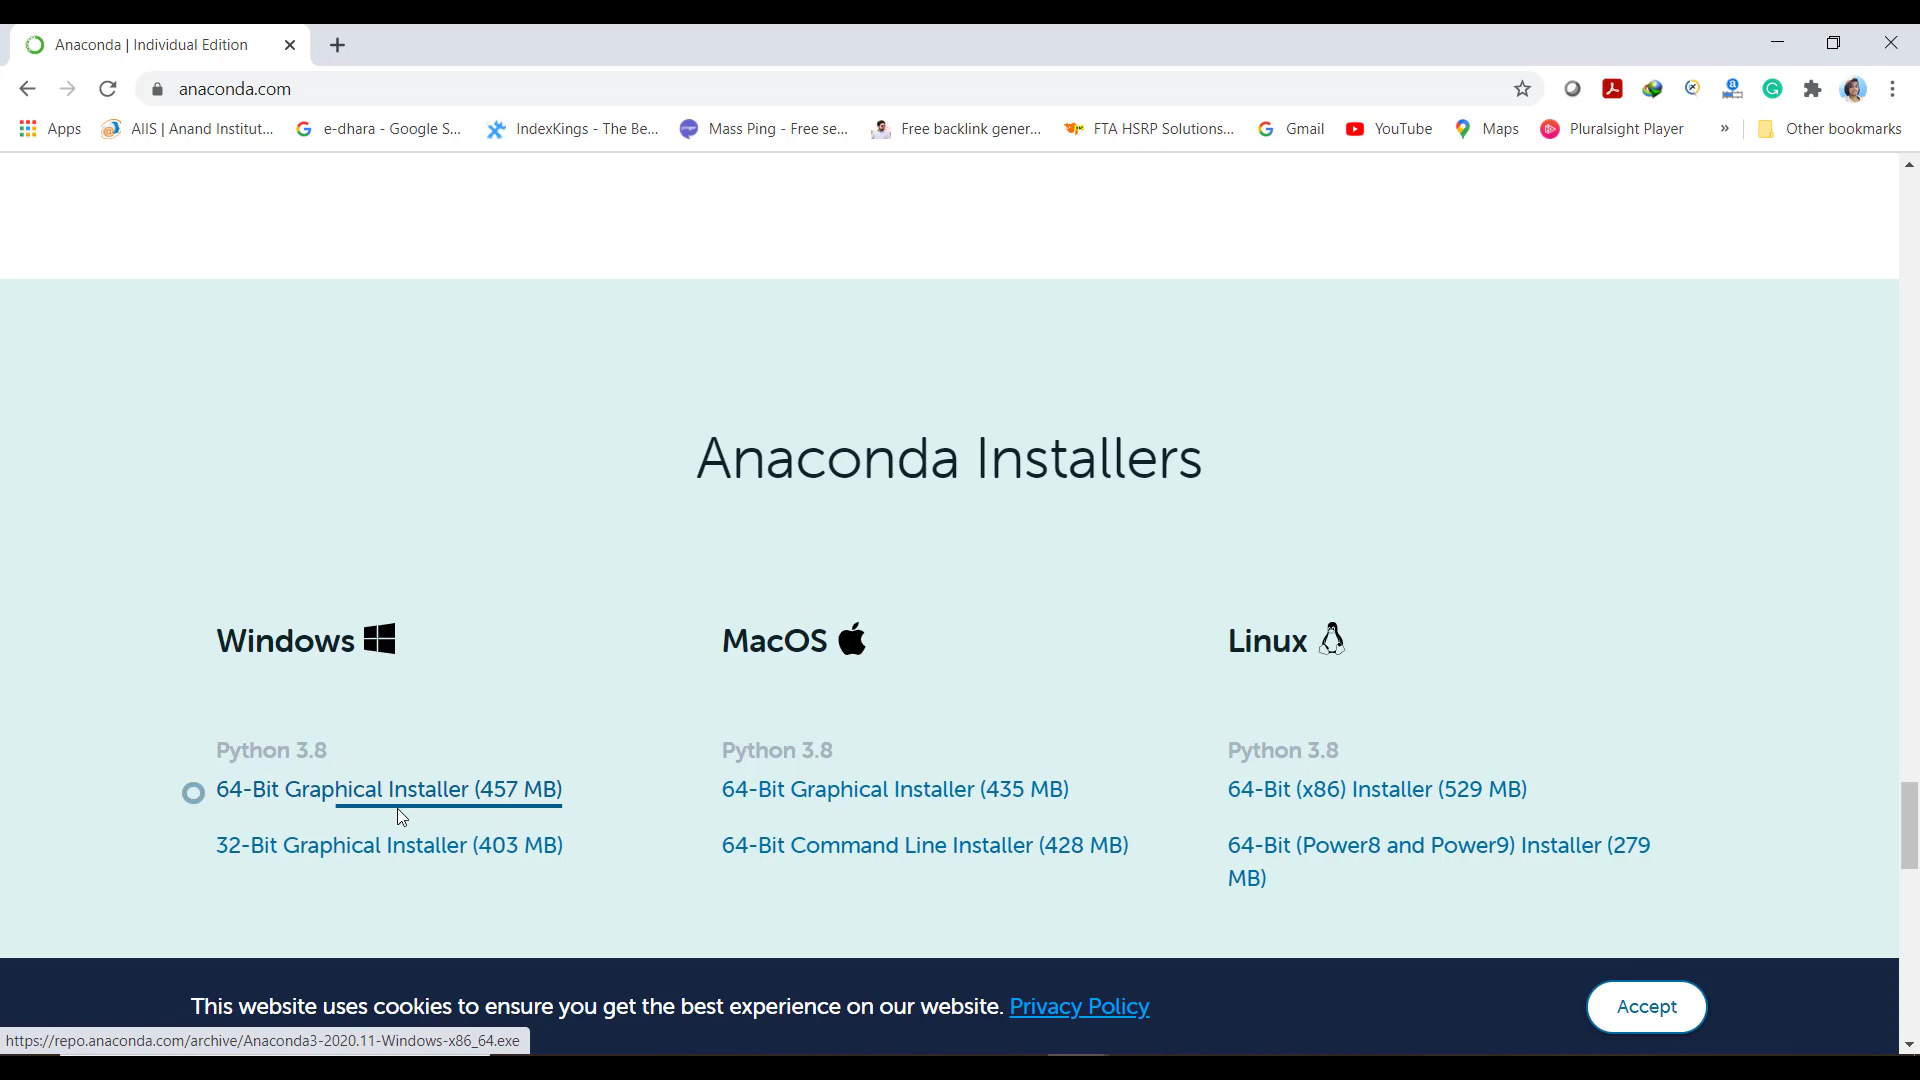 Anaconda | Individual Edition
anaconda.com
Apps
AIIS | Anand Institut...
e-dhara - Google S...
IndexKings - The Be...
Mass Ping - Free se...
Free backlink gener...
FTA HSRP Solutions...
Gmail
YouTube
Maps
Pluralsight Player
»
Other bookmarks
Anaconda Installers
Windows
MacOS
Linux
Python 3.8
Python 3.8
Python 3.8
64-Bit Graphical Installer (457 MB)
64-Bit Graphical Installer (435 MB)
64-Bit (x86) Installer (529 MB)
32-Bit Graphical Installer (403 MB)
64-Bit Command Line Installer (428 MB)
64-Bit (Power8 and Power9) Installer (279
MB)
This website uses cookies to ensure you get the best experience on our website. Privacy Policy
Accept
https://repo.anaconda.com/archive/Anaconda3-2020.11-Windows-x86_64.exe